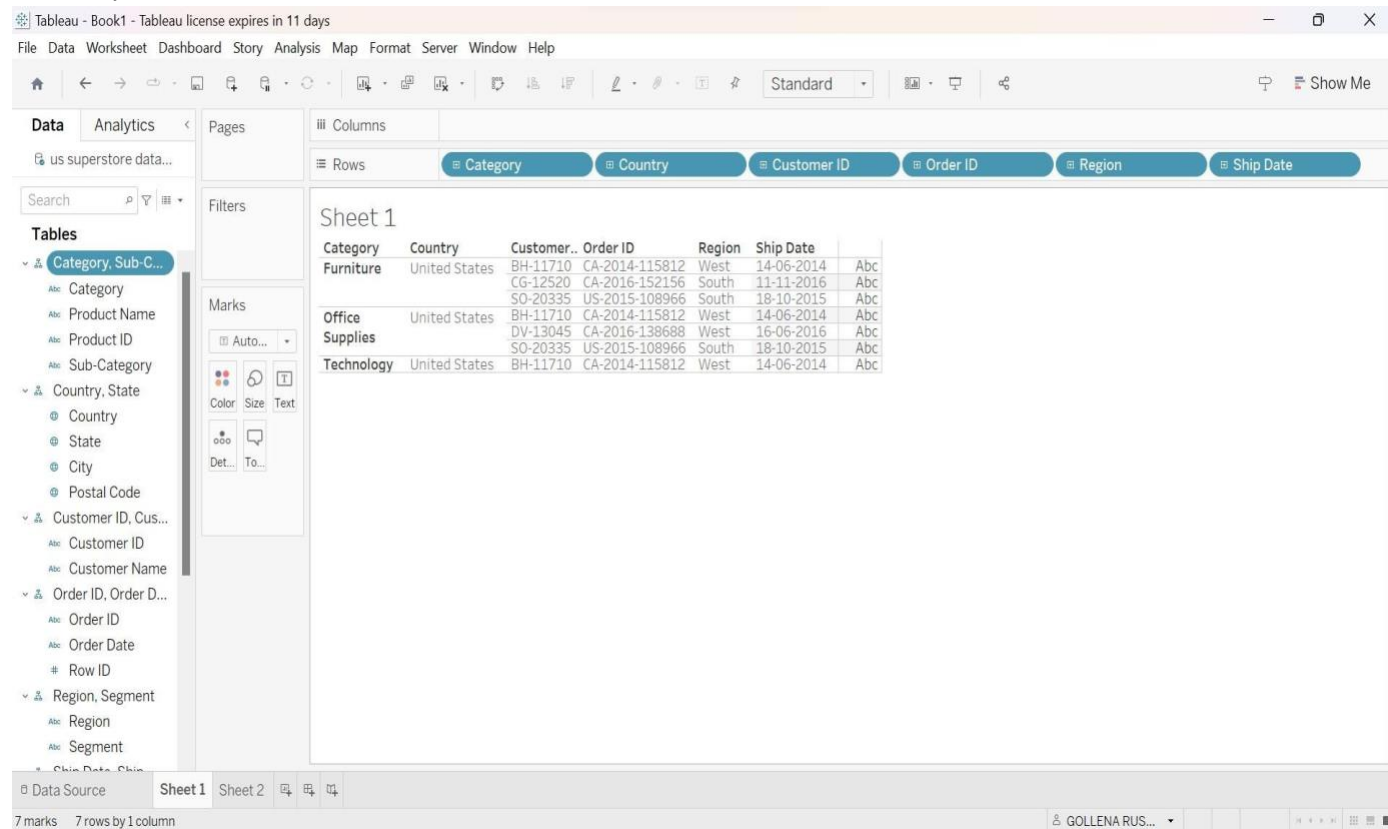 Tableau - Book1 - Tableau license expires in 11 days
File Data Worksheet Dashboard Story Analysis Map Format Server Window Help
Standard
Show Me
Data Analytics
us superstore data...
Search
Tables
Category, Sub-C...
Abc Category
Abc Product Name
Abc Product ID
Abc Sub-Category
Country, State
Country
State
City
Postal Code
Customer ID, Cus...
Abc Customer ID
Abc Customer Name
Order ID, Order D...
Abc Order ID
Abc Order Date
# Row ID
Region, Segment
Abc Region
Abc Segment
Pages
Filters
Marks
Auto...
Color Size Text
Det... To...
Columns
Rows Category Country Customer ID Order ID Region Ship Date
Sheet 1
Category Country Customer.. Order ID Region Ship Date
Furniture United States BH-11710 CA-2014-115812 West 14-06-2014 Abc
CG-12520 CA-2016-152156 South 11-11-2016 Abc
SO-20335 US-2015-108966 South 18-10-2015 Abc
Office United States BH-11710 CA-2014-115812 West 14-06-2014 Abc
Supplies DV-13045 CA-2016-138688 West 16-06-2016 Abc
SO-20335 US-2015-108966 South 18-10-2015 Abc
Technology United States BH-11710 CA-2014-115812 West 14-06-2014 Abc
Data Source Sheet 1 Sheet 2
7 marks 7 rows by 1 column GOLLENA RUS...